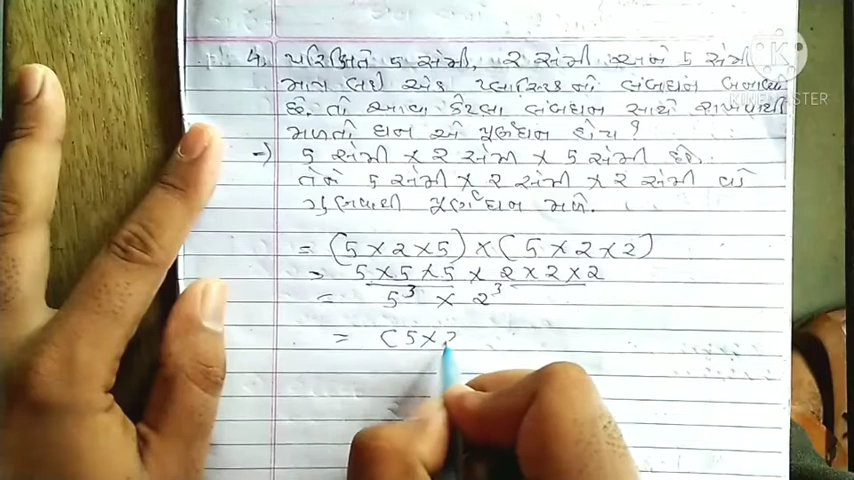 4. પરિક્ષિત 5 સેમી, 2 સેમી અને 5 સેમી
માપ લઈ એક પ્લાસ્ટિકનો લંબઘન બનાવે
છે. તો આવા કેટલા લંબઘન સાથે રાખવાથી
મળતો ઘન એ પૂર્ણઘન હોય ?
→ 5 સેમી × 2 સેમી × 5 સેમી છે.
તેને 5 સેમી × 2 સેમી × 2 સેમી વડે
ગુણવાથી પૂર્ણ ઘન મળે.
= (5 × 2 × 5) × (5 × 2 × 2)
= 5 × 5 × 5 × 2 × 2 × 2
= 5³ × 2³
= (5 × 2
KINEMASTER